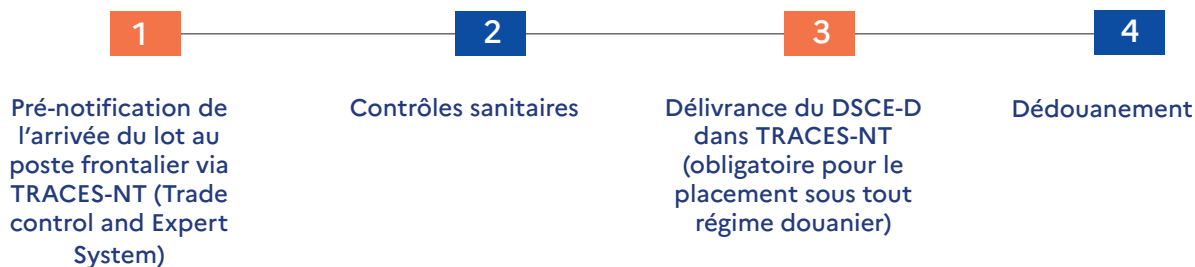 1
2
3
4
Pré-notification de
l’arrivée du lot au
poste frontalier via
TRACES-NT (Trade
control and Expert
System)
Contrôles sanitaires
Délivrance du DSCE-D
dans TRACES-NT
(obligatoire pour le
placement sous tout
régime douanier)
Dédouanement